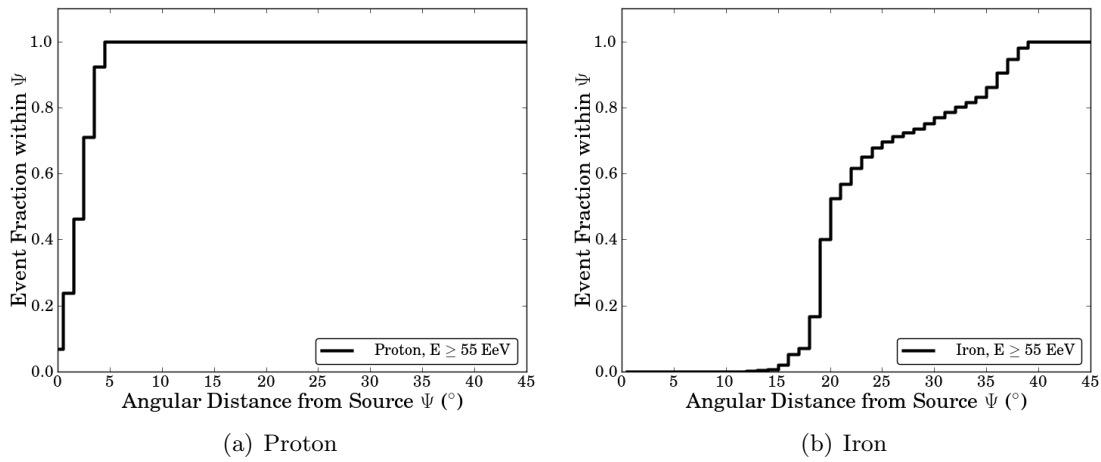 1.0
0.8
0.6
0.4
0.2
0.0
Event Fraction within Ψ
0 5 10 15 20 25 30 35 40 45
Angular Distance from Source Ψ (°)
Proton, E ≥ 55 EeV
(a) Proton
1.0
0.8
0.6
0.4
0.2
0.0
Event Fraction within Ψ
0 5 10 15 20 25 30 35 40 45
Angular Distance from Source Ψ (°)
Iron, E ≥ 55 EeV
(b) Iron